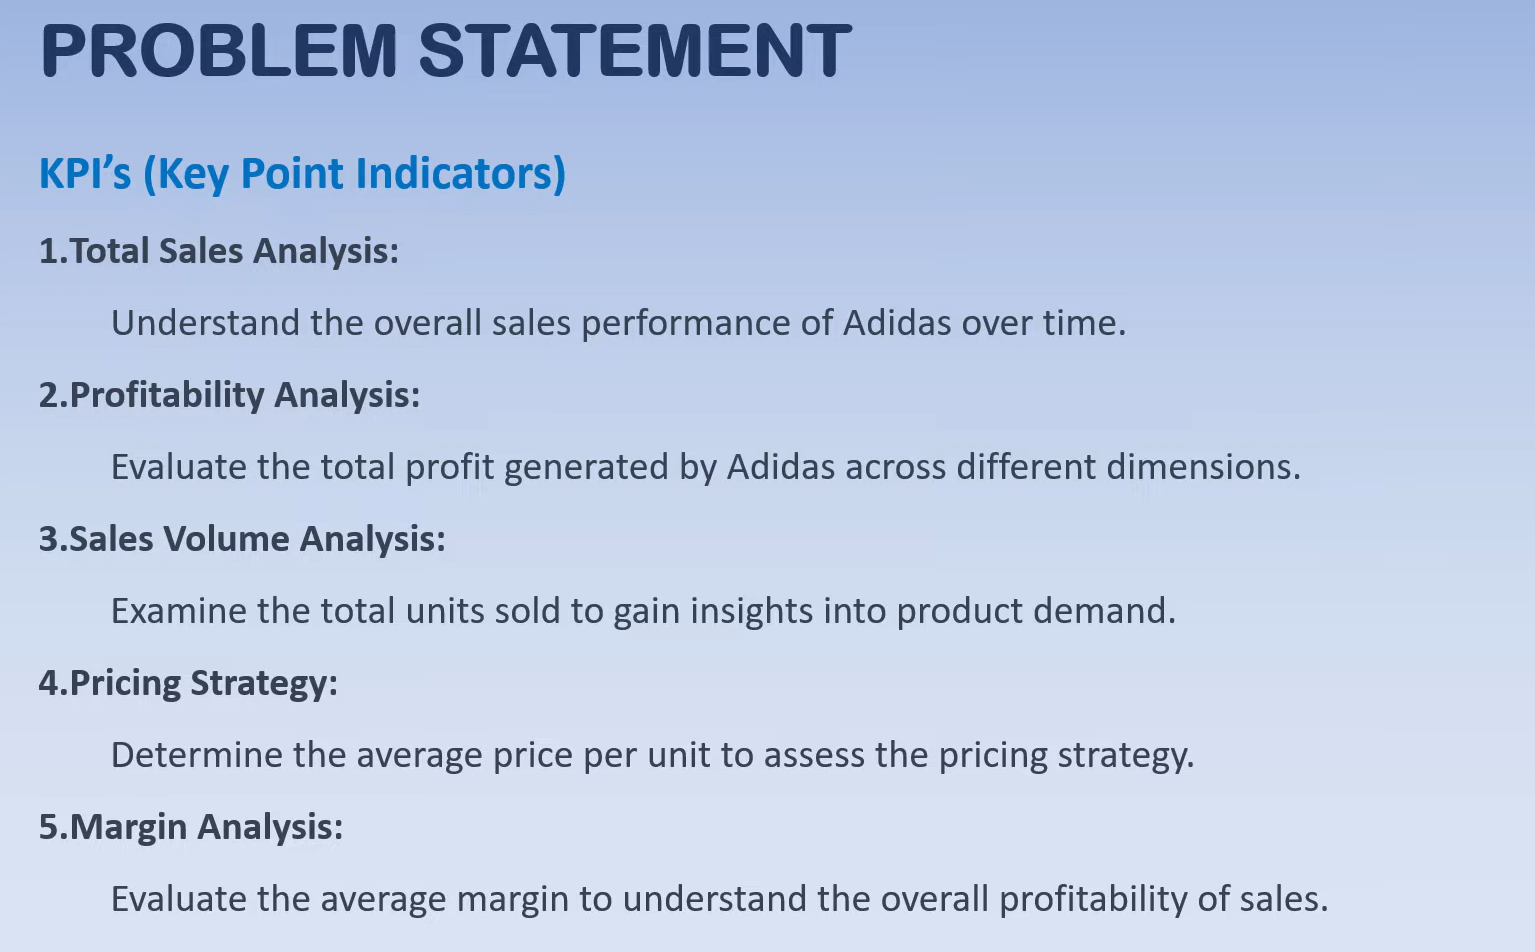 PROBLEM STATEMENT
KPI’s (Key Point Indicators)
1.Total Sales Analysis:
Understand the overall sales performance of Adidas over time.
2.Profitability Analysis:
Evaluate the total profit generated by Adidas across different dimensions.
3.Sales Volume Analysis:
Examine the total units sold to gain insights into product demand.
4.Pricing Strategy:
Determine the average price per unit to assess the pricing strategy.
5.Margin Analysis:
Evaluate the average margin to understand the overall profitability of sales.